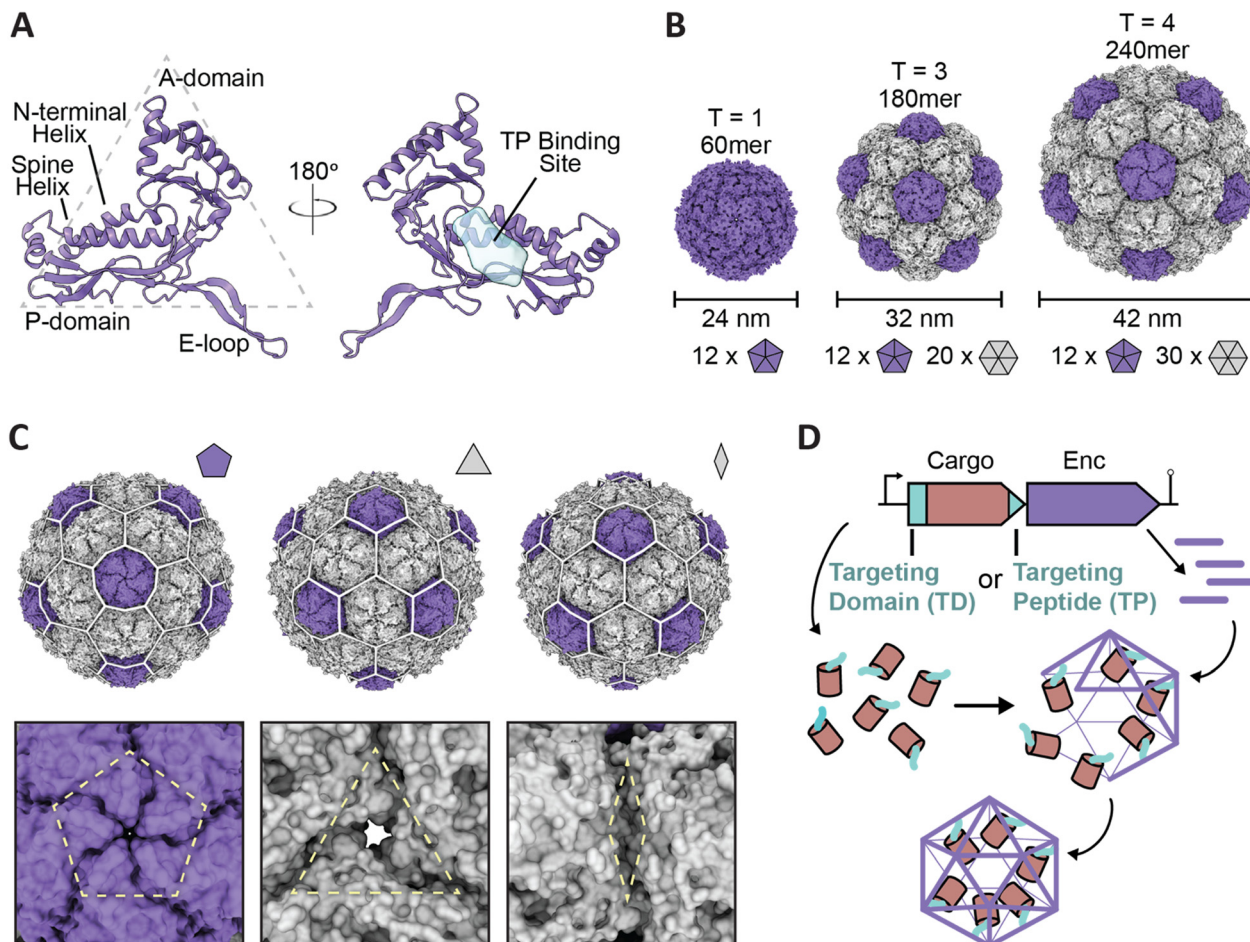 A
A-domain
N-terminal
Helix
Spine
Helix
P-domain
E-loop
180º
TP Binding
Site
B
T = 1
60mer
T = 3
180mer
T = 4
240mer
24 nm
32 nm
42 nm
12 x
12 x
20 x
12 x
30 x
C
D
Cargo
Enc
Targeting
Domain (TD)
or
Targeting
Peptide (TP)